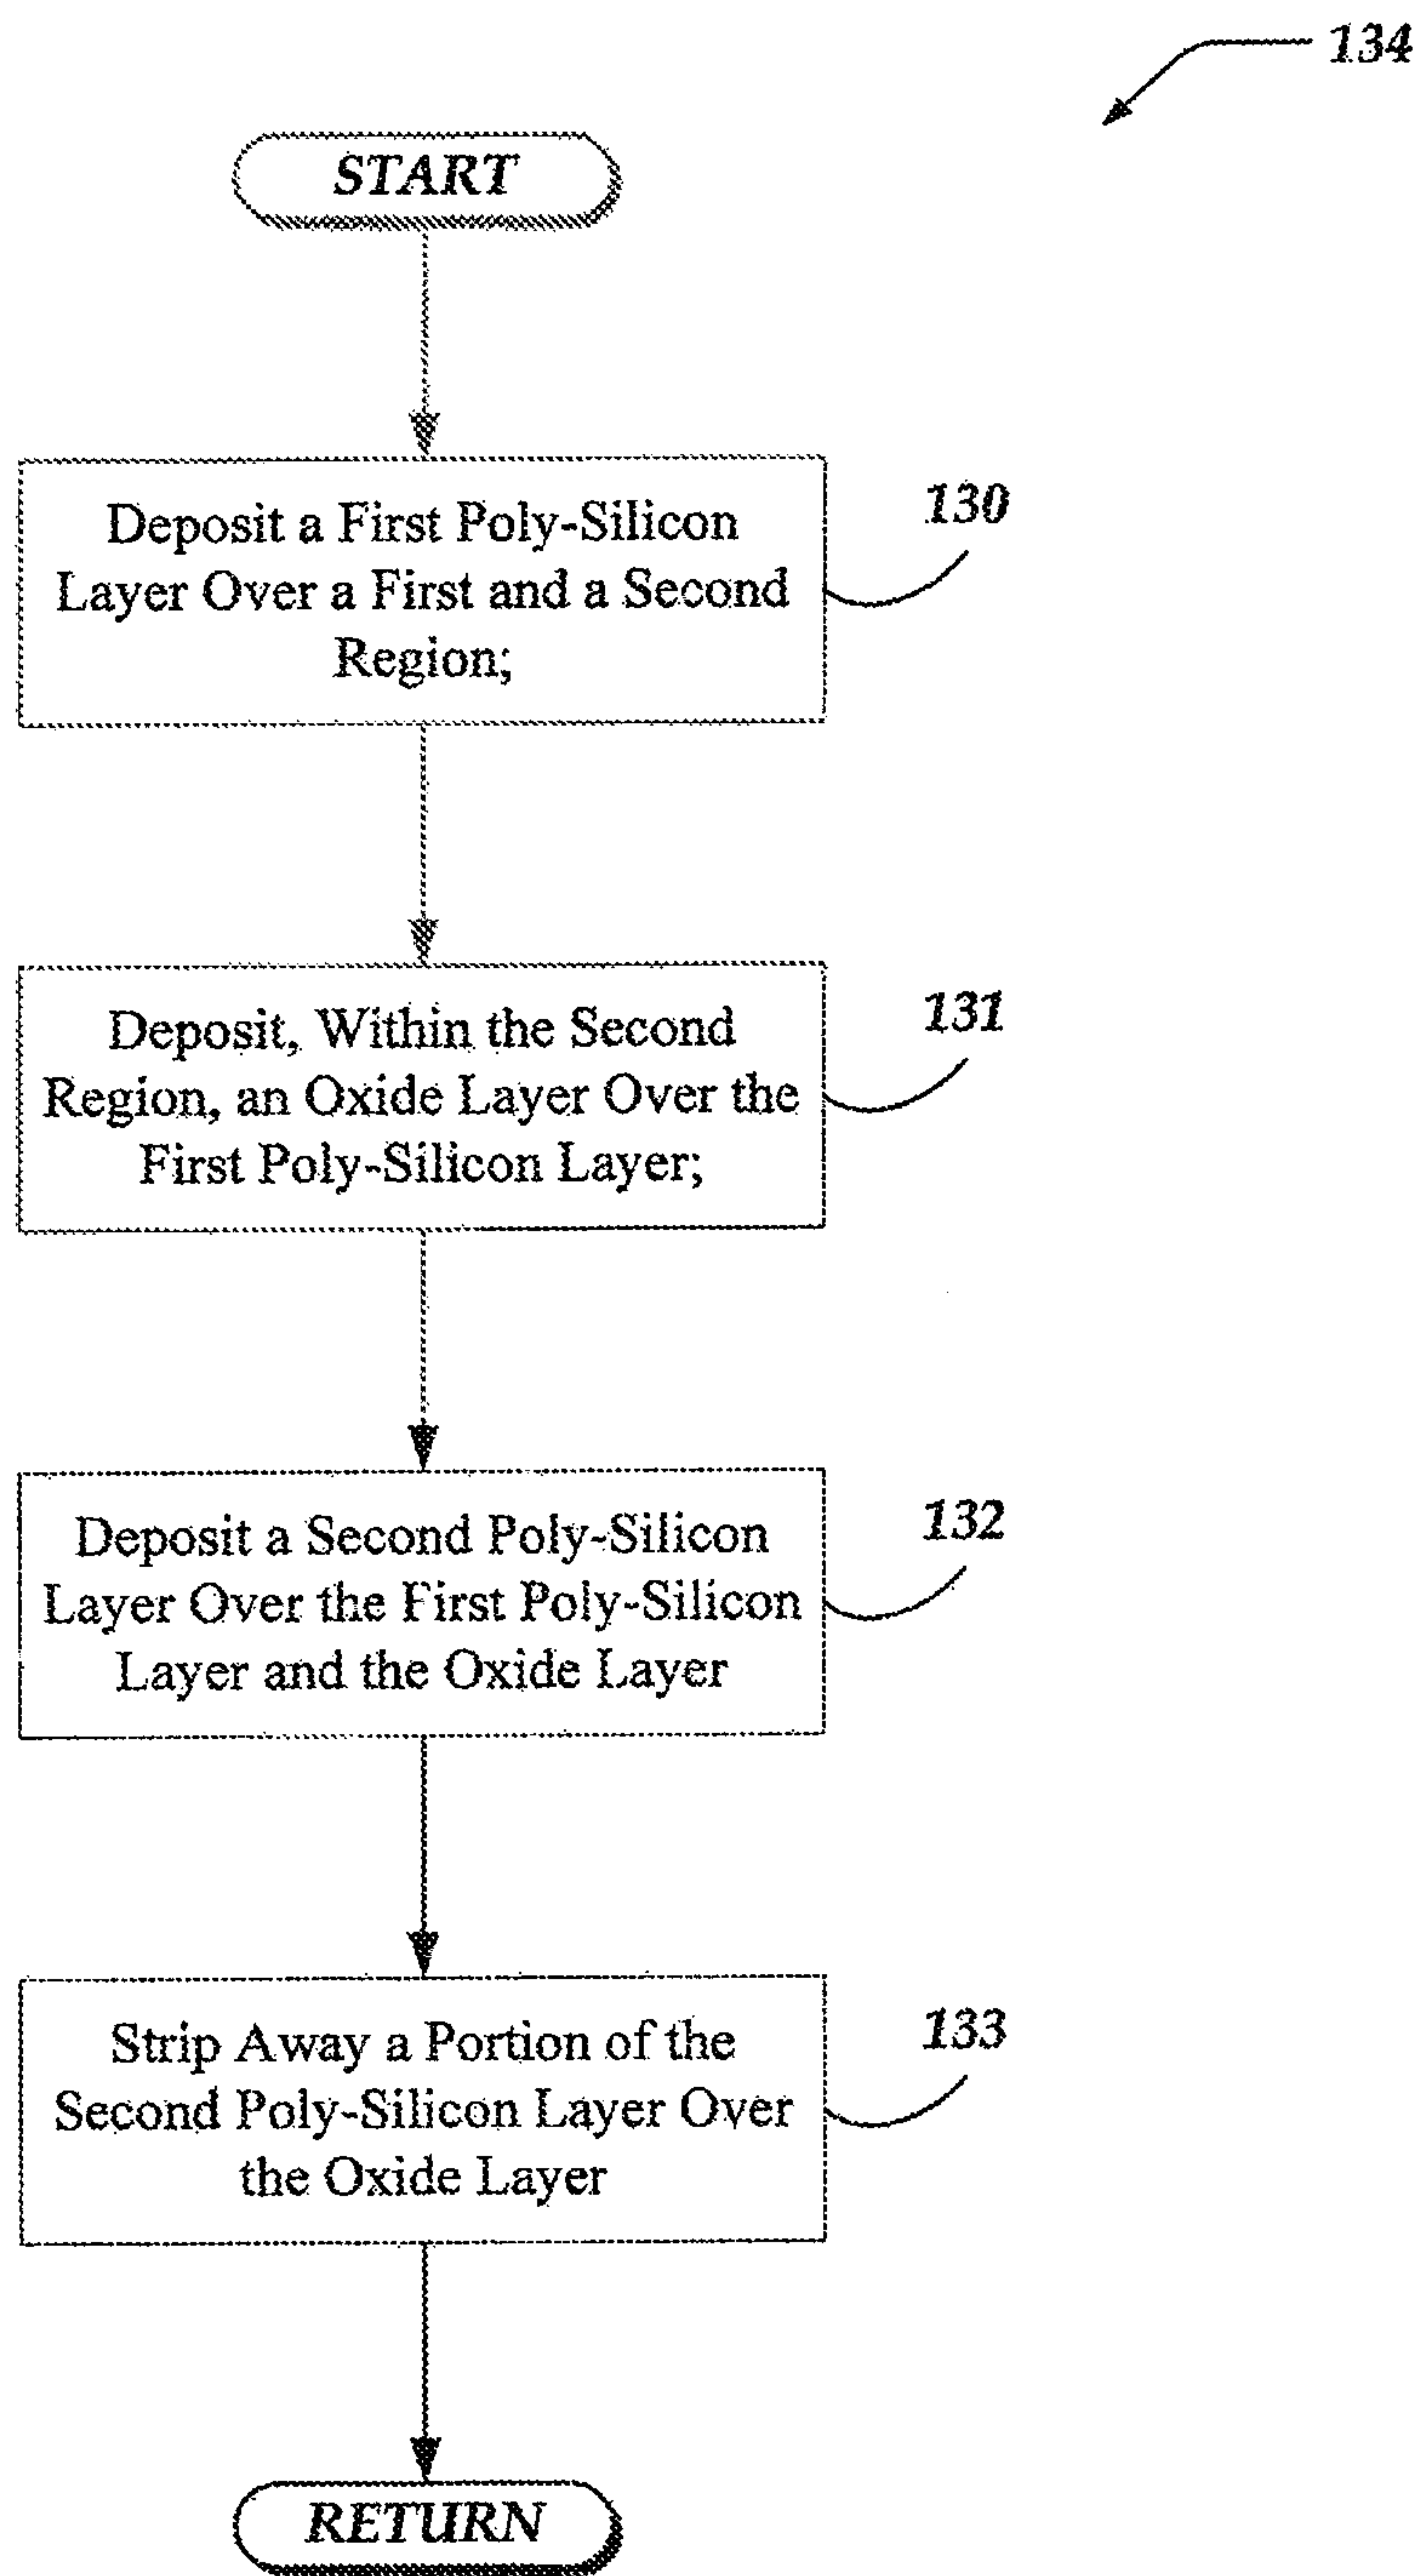 134
START
Deposit a First Poly-Silicon
Layer Over a First and a Second
Region;
130
Deposit, Within the Second
Region, an Oxide Layer Over the
First Poly-Silicon Layer;
131
Deposit a Second Poly-Silicon
Layer Over the First Poly-Silicon
Layer and the Oxide Layer
132
Strip Away a Portion of the
Second Poly-Silicon Layer Over
the Oxide Layer
133
RETURN